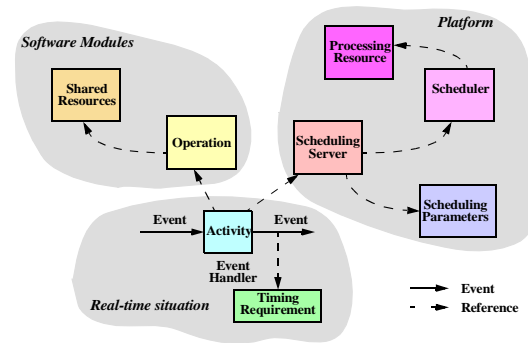 Software Modules
Platform
Processing
Resource
Shared
Resources
Scheduler
Operation
Scheduling
Server
Scheduling
Parameters
Event
Activity
Event
Event
Handler
Timing
Requirement
Real-time situation
Event
Reference